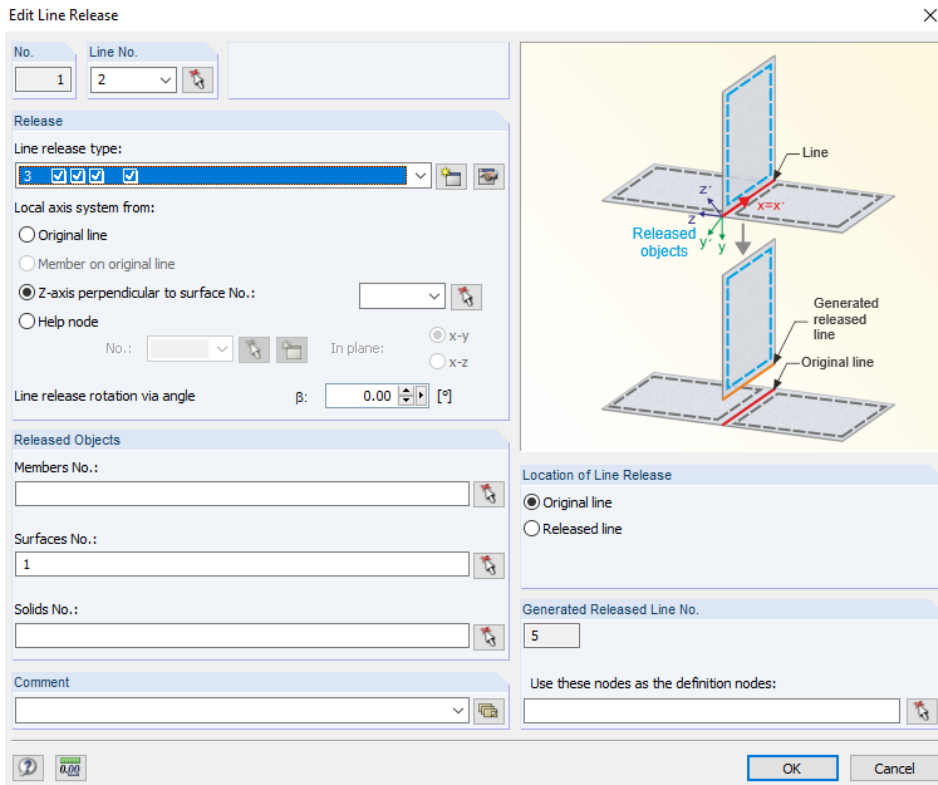 Edit Line Release
No.
1
Line No.
2
Release
Line release type:
3
Local axis system from:
Original line
Member on original line
Z-axis perpendicular to surface No.:
Help node
No.:
In plane:
x-y
x-z
Line release rotation via angle
β:
0.00
[°]
Released Objects
Members No.:
Surfaces No.:
1
Solids No.:
Comment
0.00
Line
z'
z
x=x'
y'
y
Released
objects
Generated
released
line
Original line
Location of Line Release
Original line
Released line
Generated Released Line No.
5
Use these nodes as the definition nodes:
OK
Cancel